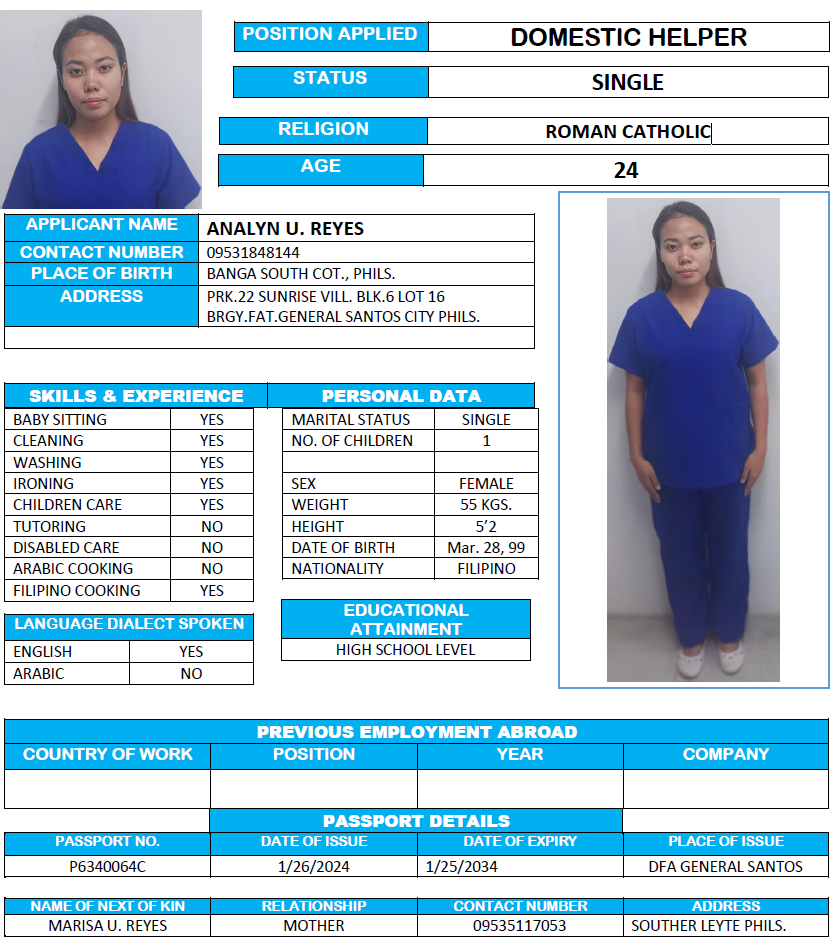 POSITION APPLIED DOMESTIC HELPER
STATUS SINGLE
RELIGION ROMAN CATHOLIC
AGE 24
APPLICANT NAME ANALYN U. REYES
CONTACT NUMBER 09531848144
PLACE OF BIRTH BANGA SOUTH COT., PHILS.
ADDRESS PRK.22 SUNRISE VILL. BLK.6 LOT 16
BRGY.FAT.GENERAL SANTOS CITY PHILS.
SKILLS & EXPERIENCE
BABY SITTING YES
CLEANING YES
WASHING YES
IRONING YES
CHILDREN CARE YES
TUTORING NO
DISABLED CARE NO
ARABIC COOKING NO
FILIPINO COOKING YES
LANGUAGE DIALECT SPOKEN
ENGLISH YES
ARABIC NO
PERSONAL DATA
MARITAL STATUS SINGLE
NO. OF CHILDREN 1
SEX FEMALE
WEIGHT 55 KGS.
HEIGHT 5’2
DATE OF BIRTH Mar. 28, 99
NATIONALITY FILIPINO
EDUCATIONAL
ATTAINMENT
HIGH SCHOOL LEVEL
PREVIOUS EMPLOYMENT ABROAD
COUNTRY OF WORK POSITION YEAR COMPANY
PASSPORT DETAILS
PASSPORT NO. DATE OF ISSUE DATE OF EXPIRY PLACE OF ISSUE
P6340064C 1/26/2024 1/25/2034 DFA GENERAL SANTOS
NAME OF NEXT OF KIN RELATIONSHIP CONTACT NUMBER ADDRESS
MARISA U. REYES MOTHER 09535117053 SOUTHER LEYTE PHILS.